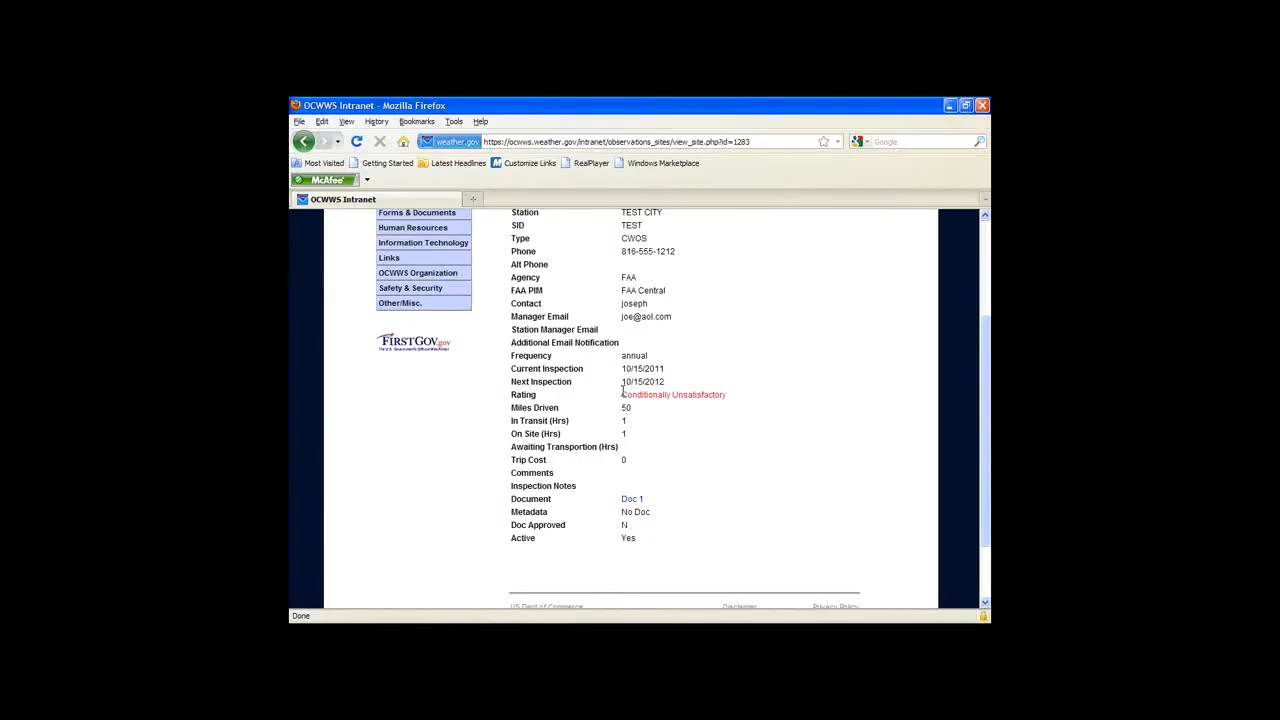 OCWWS Intranet - Mozilla Firefox
File Edit View History Bookmarks Tools Help
weather.gov https://ocwws.weather.gov/intranet/observations_sites/view_site.php?id=1283 Google
Most Visited Getting Started Latest Headlines Customize Links RealPlayer Windows Marketplace
McAfee
OCWWS Intranet
Forms & Documents
Human Resources
Information Technology
Links
OCWWS Organization
Safety & Security
Other/Misc.
FIRSTGOV.gov
The U.S. Government's Official Web Portal
Station TEST CITY
SID TEST
Type CWOS
Phone 816-555-1212
Alt Phone
Agency FAA
FAA PIM FAA Central
Contact joseph
Manager Email joe@aol.com
Station Manager Email
Additional Email Notification
Frequency annual
Current Inspection 10/15/2011
Next Inspection 10/15/2012
Rating Conditionally Unsatisfactory
Miles Driven 50
In Transit (Hrs) 1
On Site (Hrs) 1
Awaiting Transportion (Hrs)
Trip Cost 0
Comments
Inspection Notes
Document Doc 1
Metadata No Doc
Doc Approved N
Active Yes
US Dept of Commerce Disclaimer Privacy Policy
Done